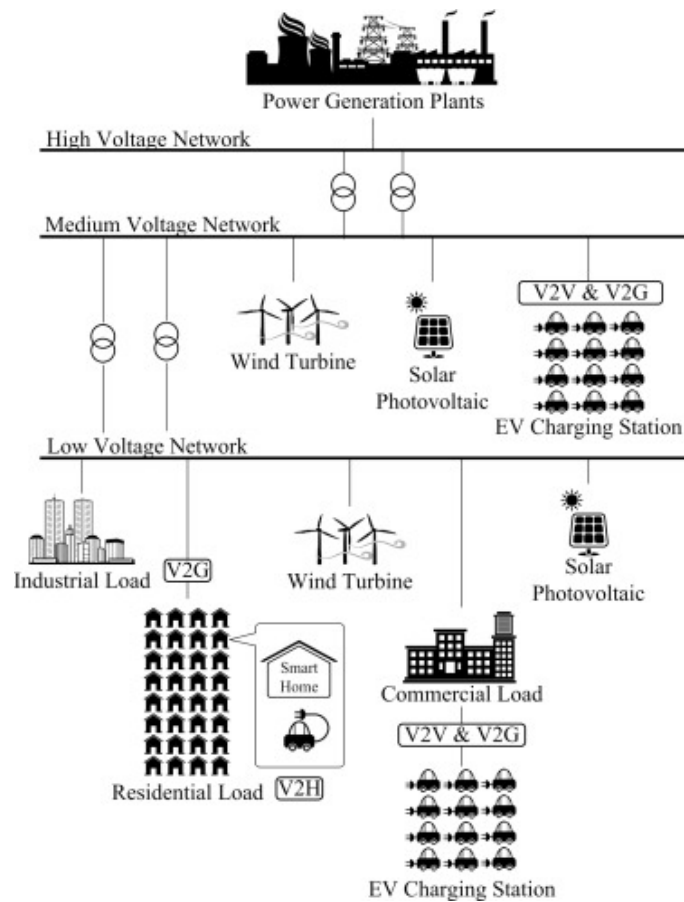 Power Generation Plants
High Voltage Network
Medium Voltage Network
V2V & V2G
Wind Turbine
Solar
Photovoltaic
EV Charging Station
Low Voltage Network
Industrial Load
V2G
Wind Turbine
Solar
Photovoltaic
Smart
Home
Commercial Load
V2V & V2G
Residential Load
V2H
EV Charging Station